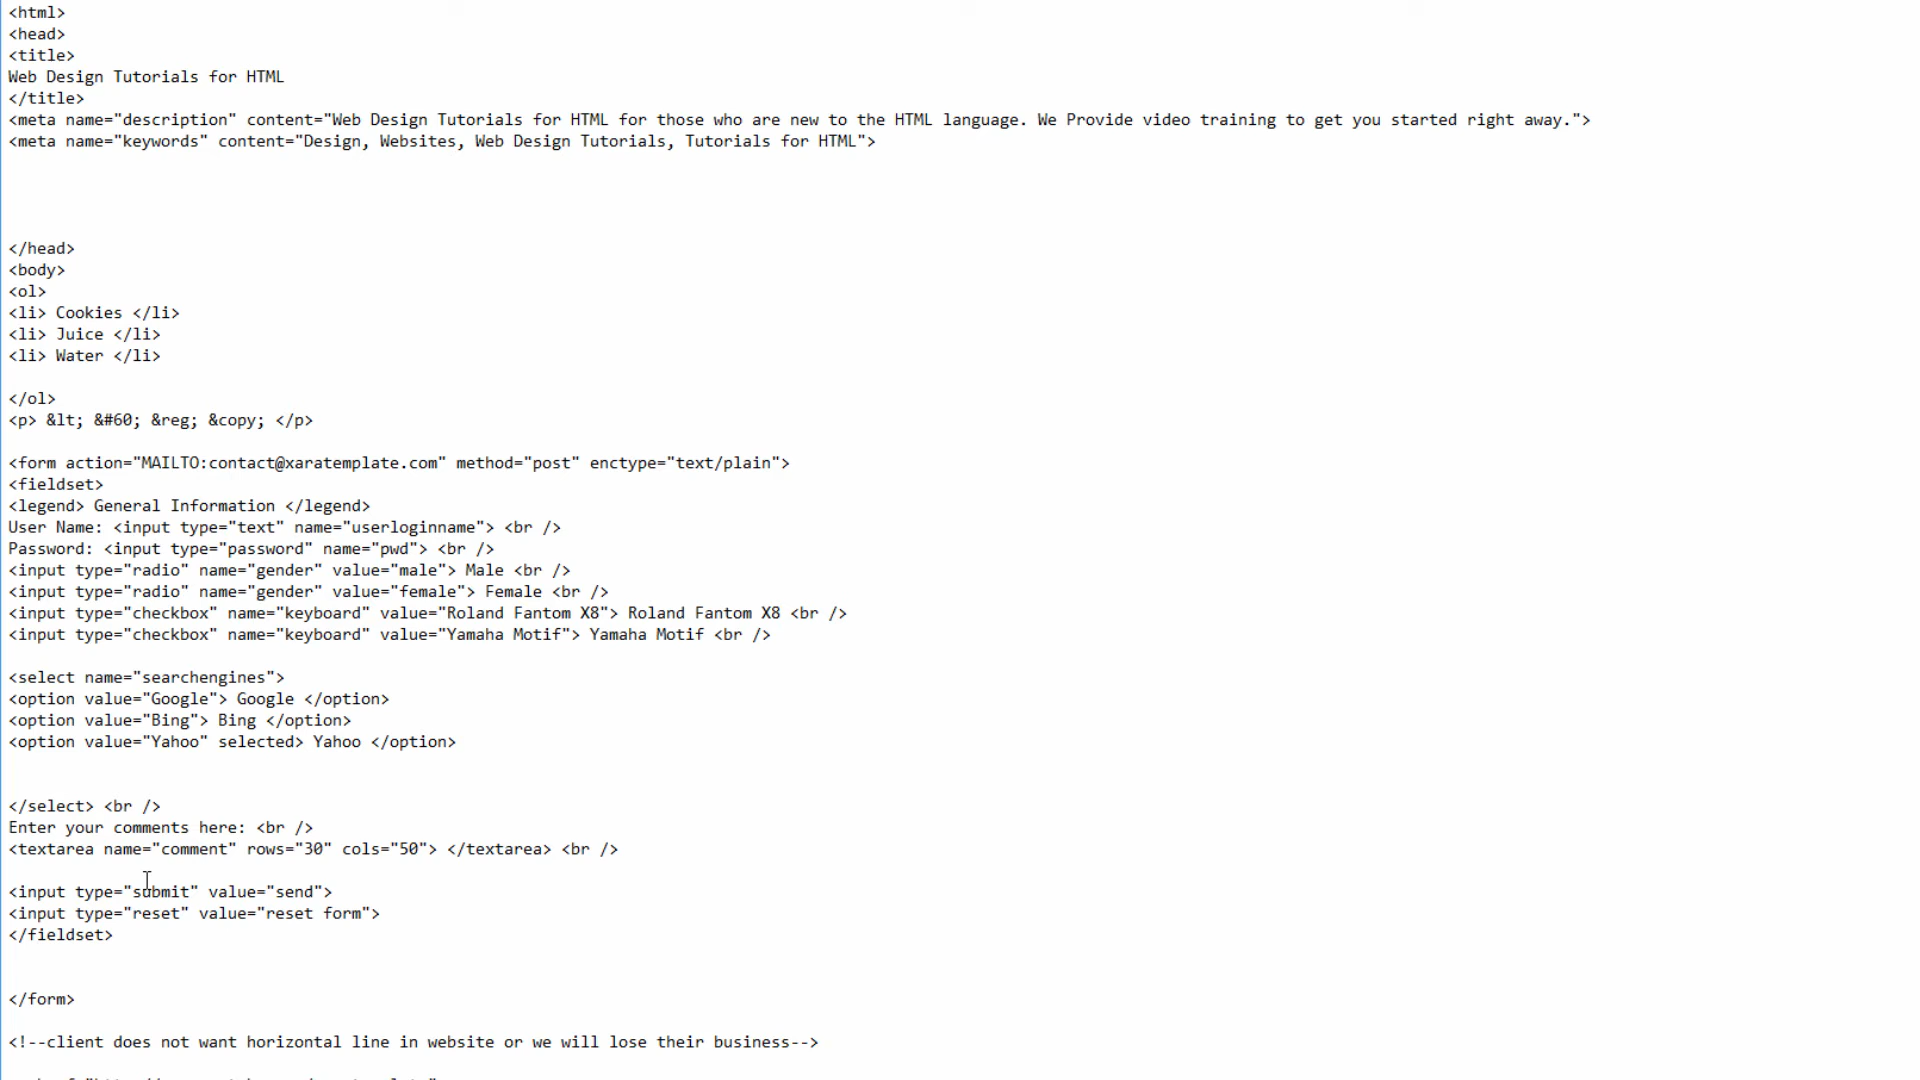 <html>
<head>
<title>
Web Design Tutorials for HTML
</title>
<meta name="description" content="Web Design Tutorials for HTML for those who are new to the HTML language. We Provide video training to get you started right away.">
<meta name="keywords" content="Design, Websites, Web Design Tutorials, Tutorials for HTML">
</head>
<body>
<ol>
<li> Cookies </li>
<li> Juice </li>
<li> Water </li>
</ol>
<p> &lt; &#60; &reg; &copy; </p>
<form action="MAILTO:contact@xaratemplate.com" method="post" enctype="text/plain">
<fieldset>
<legend> General Information </legend>
User Name: <input type="text" name="userloginname"> <br />
Password: <input type="password" name="pwd"> <br />
<input type="radio" name="gender" value="male"> Male <br />
<input type="radio" name="gender" value="female"> Female <br />
<input type="checkbox" name="keyboard" value="Roland Fantom X8"> Roland Fantom X8 <br />
<input type="checkbox" name="keyboard" value="Yamaha Motif"> Yamaha Motif <br />
<select name="searchengines">
<option value="Google"> Google </option>
<option value="Bing"> Bing </option>
<option value="Yahoo" selected> Yahoo </option>
</select> <br />
Enter your comments here: <br />
<textarea name="comment" rows="30" cols="50"> </textarea> <br />
<input type="submit" value="send">
<input type="reset" value="reset form">
</fieldset>
</form>
<!--client does not want horizontal line in website or we will lose their business-->